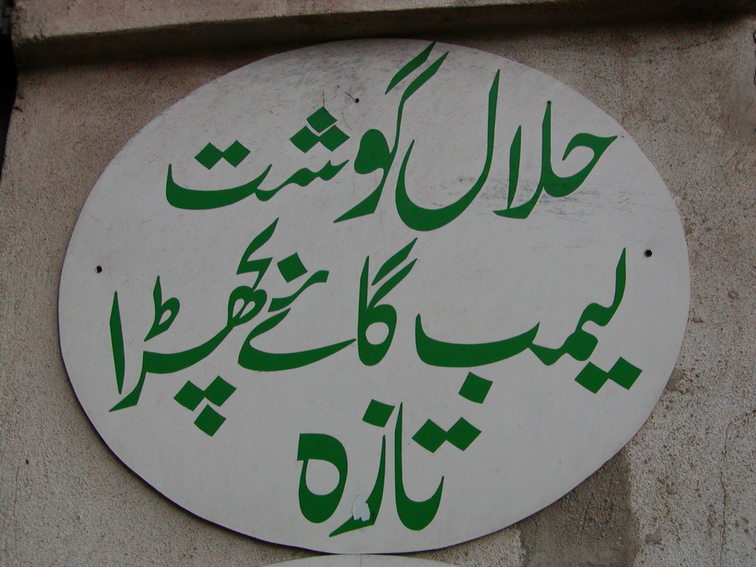 حلال گوشت
لیمب گائے بچھڑا
تازہ